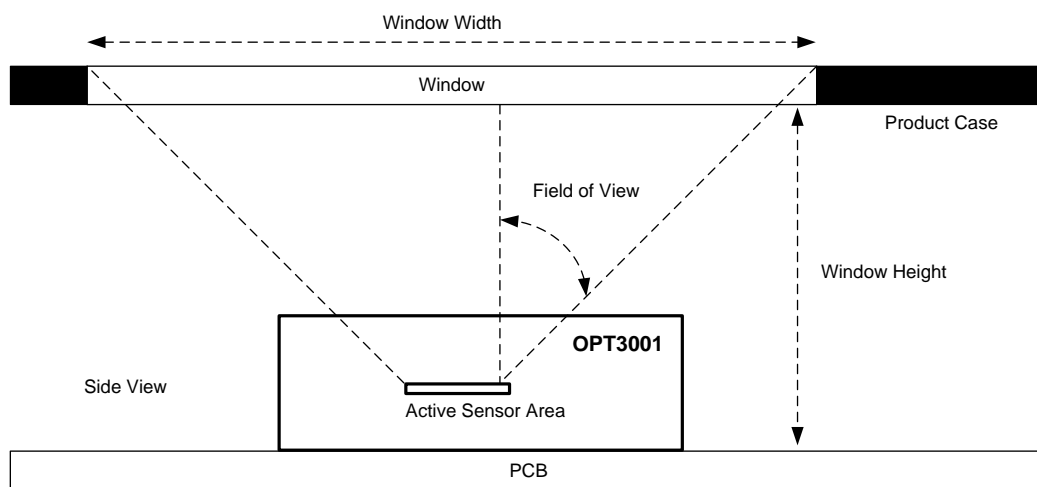 Window Width
Window
Product Case
Field of View
Window Height
OPT3001
Side View
Active Sensor Area
PCB